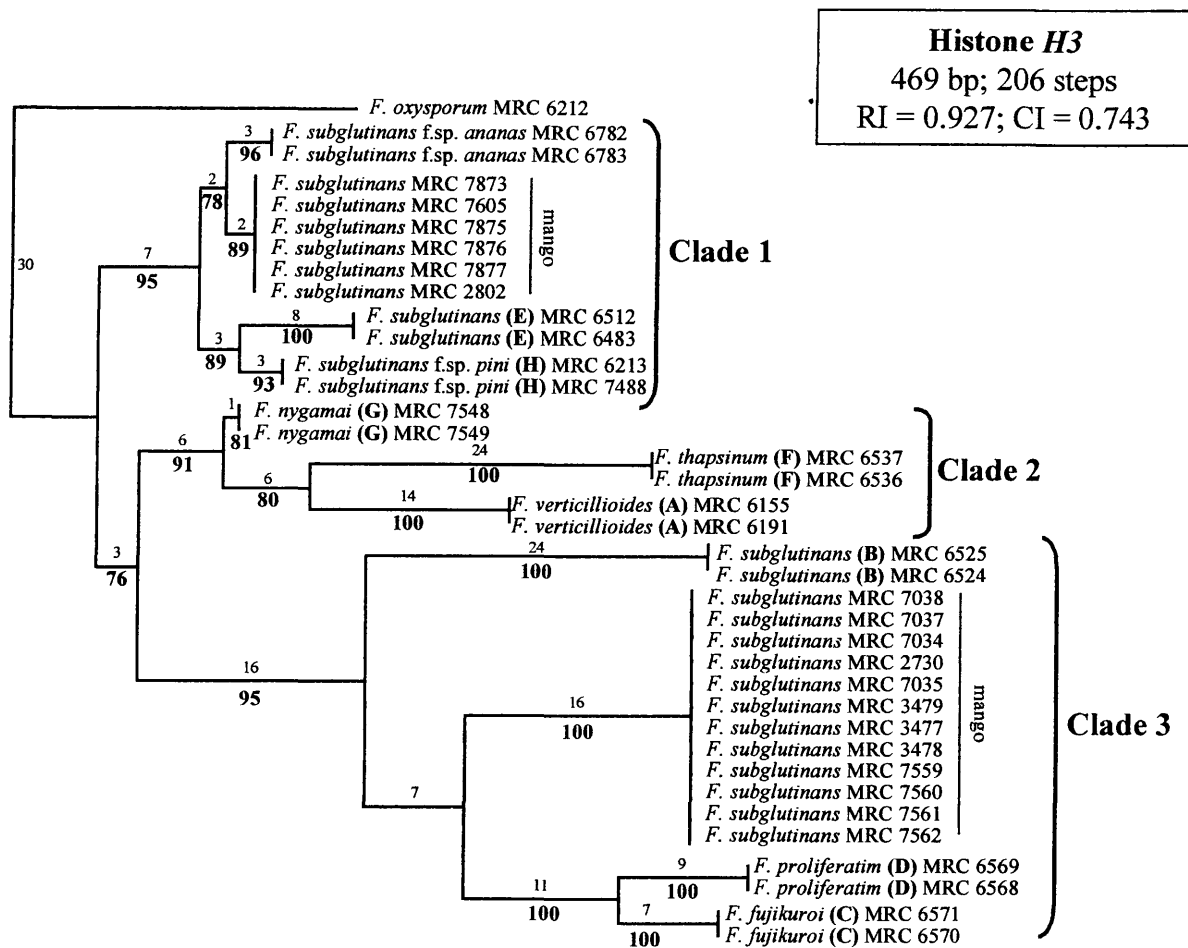 Histone H3
469 bp; 206 steps
RI = 0.927; CI = 0.743
F. oxysporum MRC 6212
3
F. subglutinans f.sp. ananas MRC 6782
96
F. subglutinans f.sp. ananas MRC 6783
2
78
F. subglutinans MRC 7873
F. subglutinans MRC 7605
2
F. subglutinans MRC 7875
89
F. subglutinans MRC 7876
F. subglutinans MRC 7877
F. subglutinans MRC 2802
mango
Clade 1
7
95
30
8
F. subglutinans (E) MRC 6512
100
F. subglutinans (E) MRC 6483
3
89
3
F. subglutinans f.sp. pini (H) MRC 6213
93
F. subglutinans f.sp. pini (H) MRC 7488
1
F. nygamai (G) MRC 7548
81
F. nygamai (G) MRC 7549
6
91
24
F. thapsinum (F) MRC 6537
100
F. thapsinum (F) MRC 6536
Clade 2
6
80
14
F. verticillioides (A) MRC 6155
100
F. verticillioides (A) MRC 6191
3
76
24
F. subglutinans (B) MRC 6525
100
F. subglutinans (B) MRC 6524
F. subglutinans MRC 7038
F. subglutinans MRC 7037
F. subglutinans MRC 7034
F. subglutinans MRC 2730
F. subglutinans MRC 7035
16
F. subglutinans MRC 3479
100
F. subglutinans MRC 3477
F. subglutinans MRC 3478
F. subglutinans MRC 7559
F. subglutinans MRC 7560
F. subglutinans MRC 7561
F. subglutinans MRC 7562
mango
Clade 3
16
95
7
9
F. proliferatim (D) MRC 6569
100
F. proliferatim (D) MRC 6568
11
100
7
F. fujikuroi (C) MRC 6571
100
F. fujikuroi (C) MRC 6570